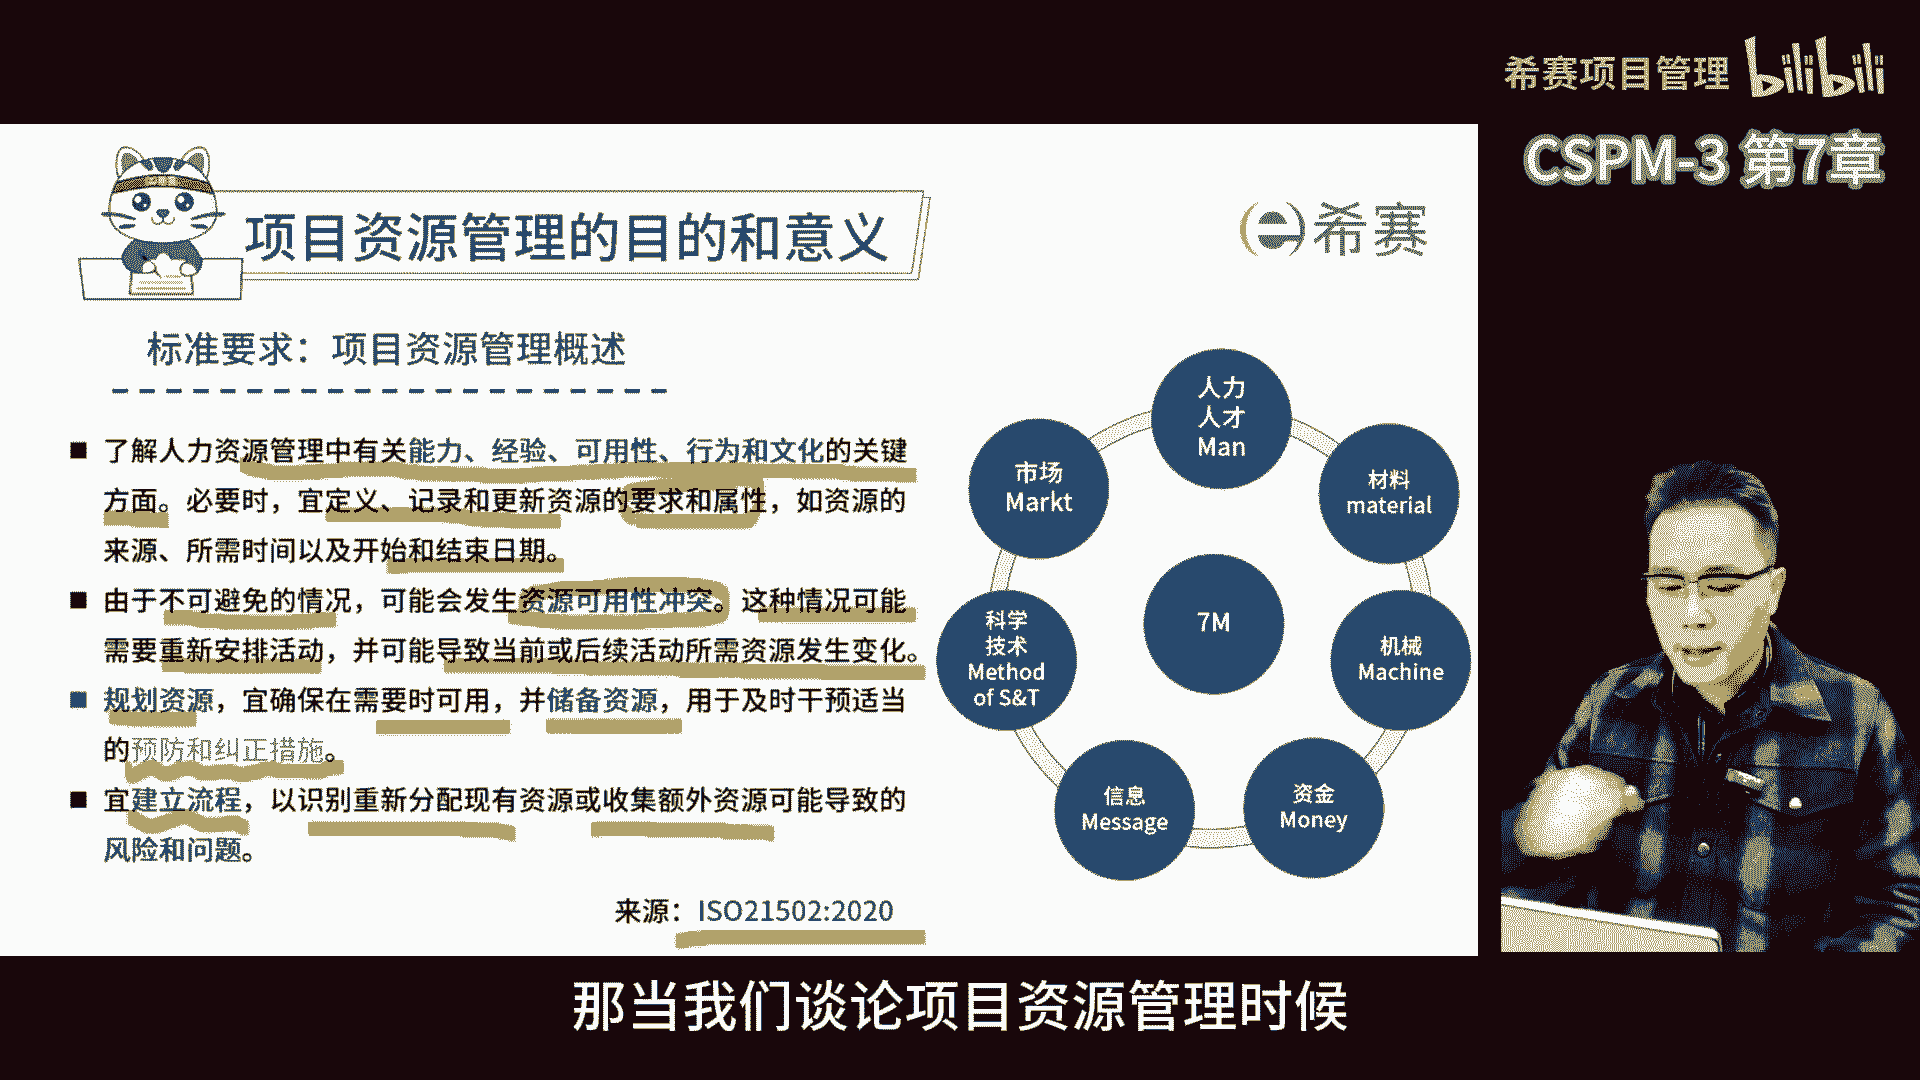 希赛项目管理 bilibili
CSPM-3 第7章
项目资源管理的目的和意义
希赛
标准要求：项目资源管理概述
■ 了解人力资源管理中有关能力、经验、可用性、行为和文化的关键
方面。必要时，宜定义、记录和更新资源的要求和属性，如资源的
来源、所需时间以及开始和结束日期。
■ 由于不可避免的情况，可能会发生资源可用性冲突。这种情况可能
需要重新安排活动，并可能导致当前或后续活动所需资源发生变化。
■ 规划资源，宜确保在需要时可用，并储备资源，用于及时干预适当
的预防和纠正措施。
■ 宜建立流程，以识别重新分配现有资源或收集额外资源可能导致的
风险和问题。
来源：ISO21502:2020
人力
人才
Man
材料
material
机械
Machine
资金
Money
信息
Message
科学
技术
Method
of S&T
市场
Markt
7M
那当我们谈论项目资源管理时候